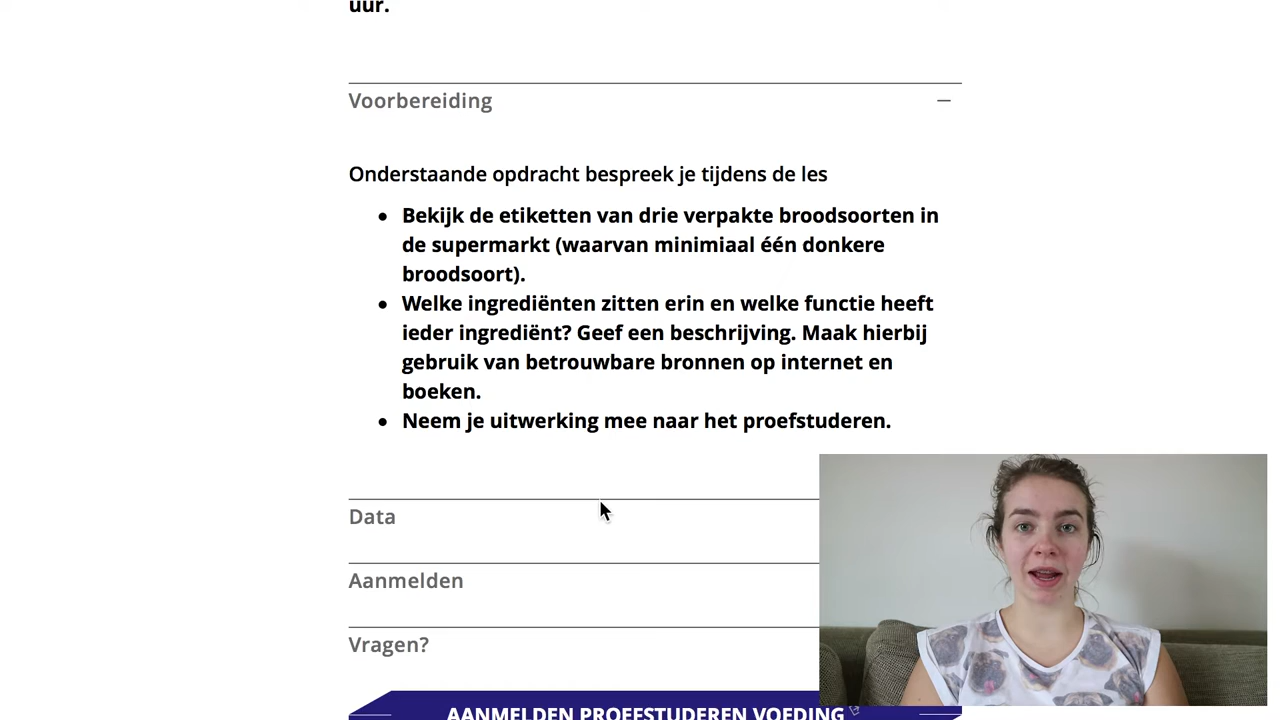 uur.
Voorbereiding
Onderstaande opdracht bespreek je tijdens de les
• Bekijk de etiketten van drie verpakte broodsoorten in
de supermarkt (waarvan minimiaal één donkere
broodsoort).
• Welke ingrediënten zitten erin en welke functie heeft
ieder ingrediënt? Geef een beschrijving. Maak hierbij
gebruik van betrouwbare bronnen op internet en
boeken.
• Neem je uitwerking mee naar het proefstuderen.
Data
Aanmelden
Vragen?
AANMELDEN PROEFSTUDEREN VOEDING